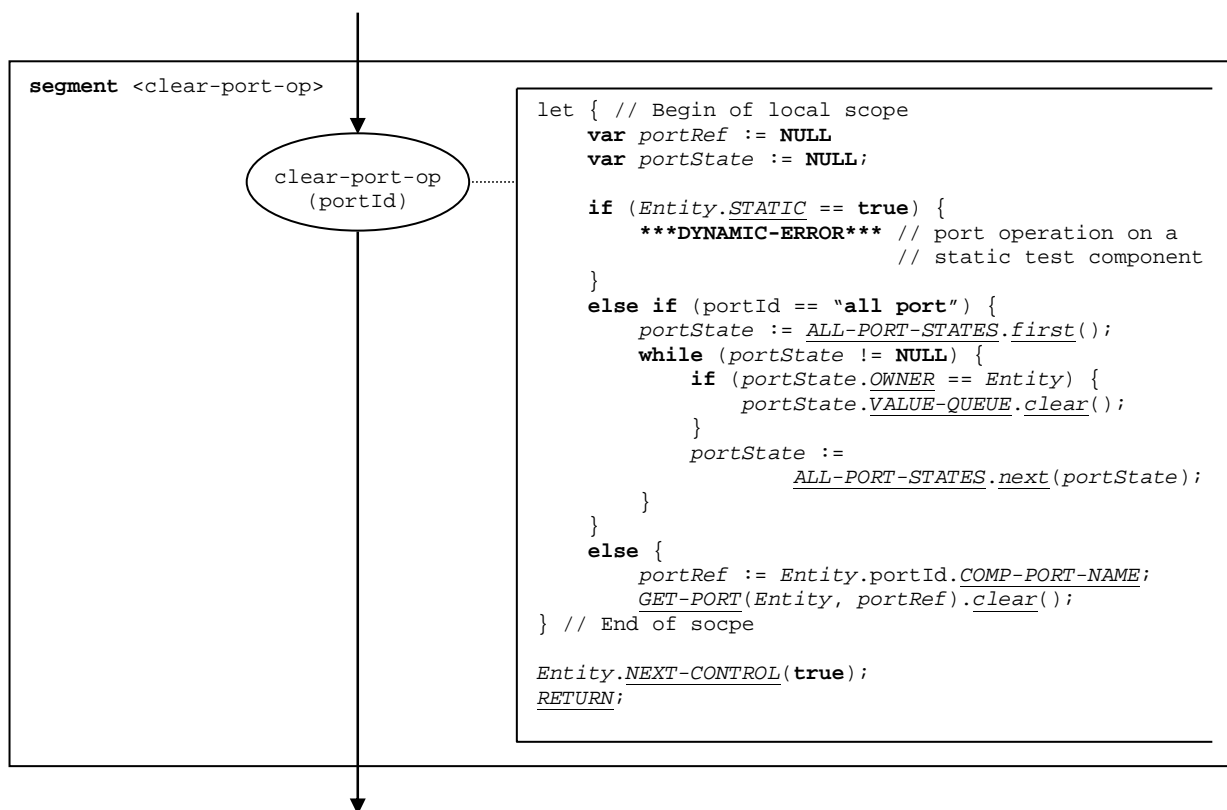 segment <clear-port-op>
clear-port-op
(portId)
let { // Begin of local scope
var portRef := NULL
var portState := NULL;
if (Entity.STATIC == true) {
***DYNAMIC-ERROR*** // port operation on a
// static test component
}
else if (portId == “all port”) {
portState := ALL-PORT-STATES.first();
while (portState != NULL) {
if (portState.OWNER == Entity) {
portState.VALUE-QUEUE.clear();
}
portState :=
ALL-PORT-STATES.next(portState);
}
}
else {
portRef := Entity.portId.COMP-PORT-NAME;
GET-PORT(Entity, portRef).clear();
} // End of socpe
Entity.NEXT-CONTROL(true);
RETURN;